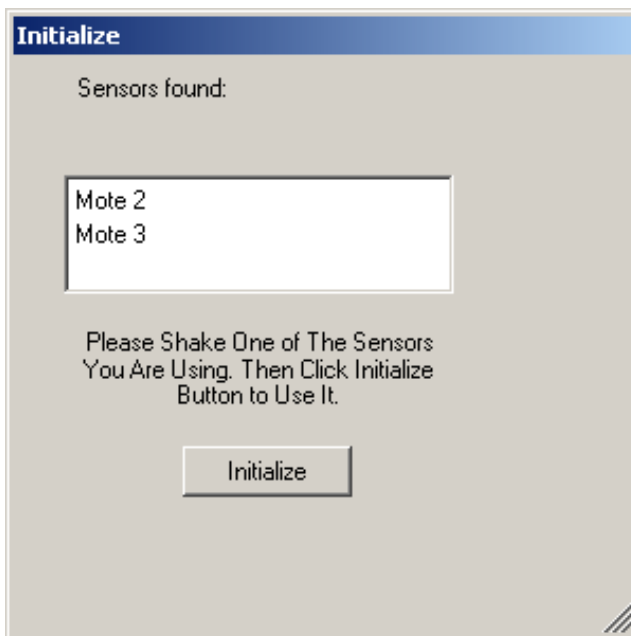 Initialize
Sensors found:
Mote 2
Mote 3
Please Shake One of The Sensors
You Are Using. Then Click Initialize
Button to Use It.
Initialize